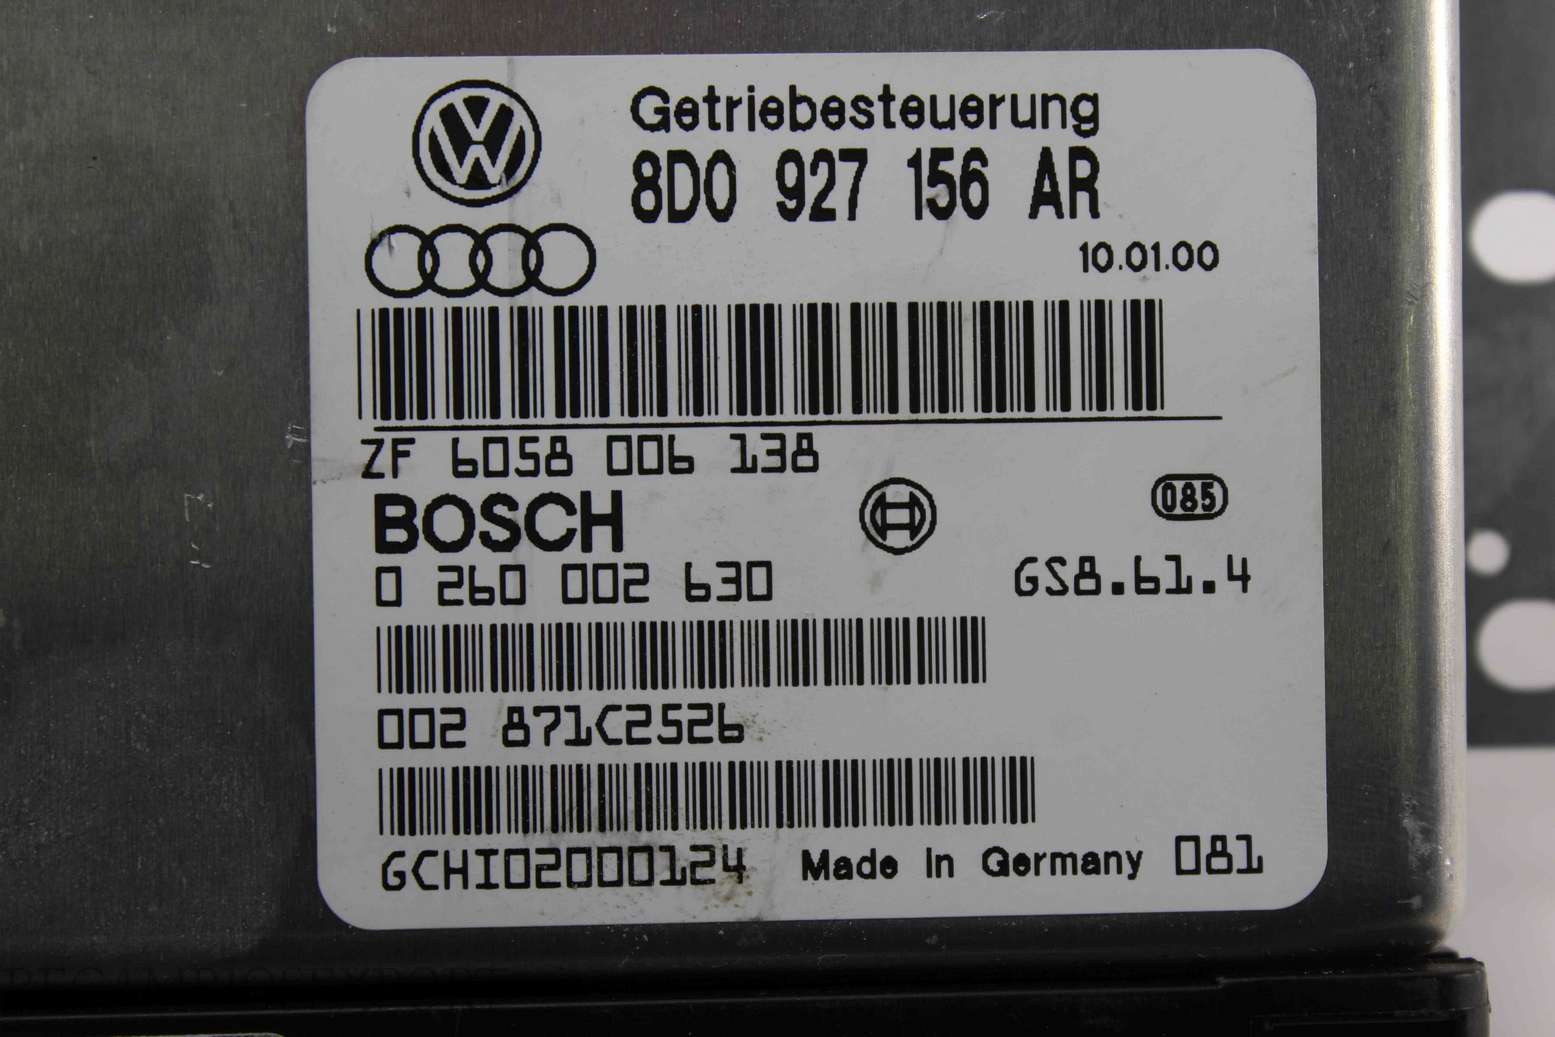 Getriebesteuerung
8D0 927 156 AR
10.01.00
ZF 6058 006 138
BOSCH
085
0 260 002 630
GS8.61.4
002 871C2526
GCHI02000124 Made in Germany 081